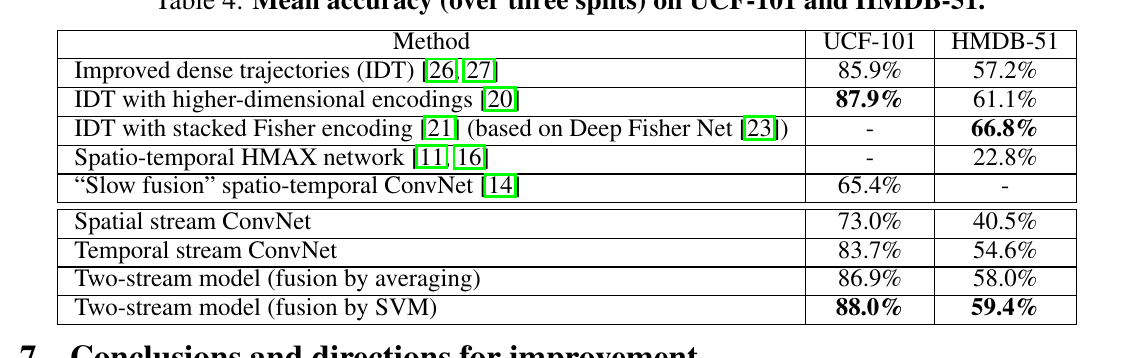 Table 4: Mean accuracy (over three splits) on UCF-101 and HMDB-51.
Method UCF-101 HMDB-51
Improved dense trajectories (IDT) [26, 27] 85.9% 57.2%
IDT with higher-dimensional encodings [20] 87.9% 61.1%
IDT with stacked Fisher encoding [21] (based on Deep Fisher Net [23]) - 66.8%
Spatio-temporal HMAX network [11, 16] - 22.8%
“Slow fusion” spatio-temporal ConvNet [14] 65.4% -
Spatial stream ConvNet 73.0% 40.5%
Temporal stream ConvNet 83.7% 54.6%
Two-stream model (fusion by averaging) 86.9% 58.0%
Two-stream model (fusion by SVM) 88.0% 59.4%
7 Conclusions and directions for improvement